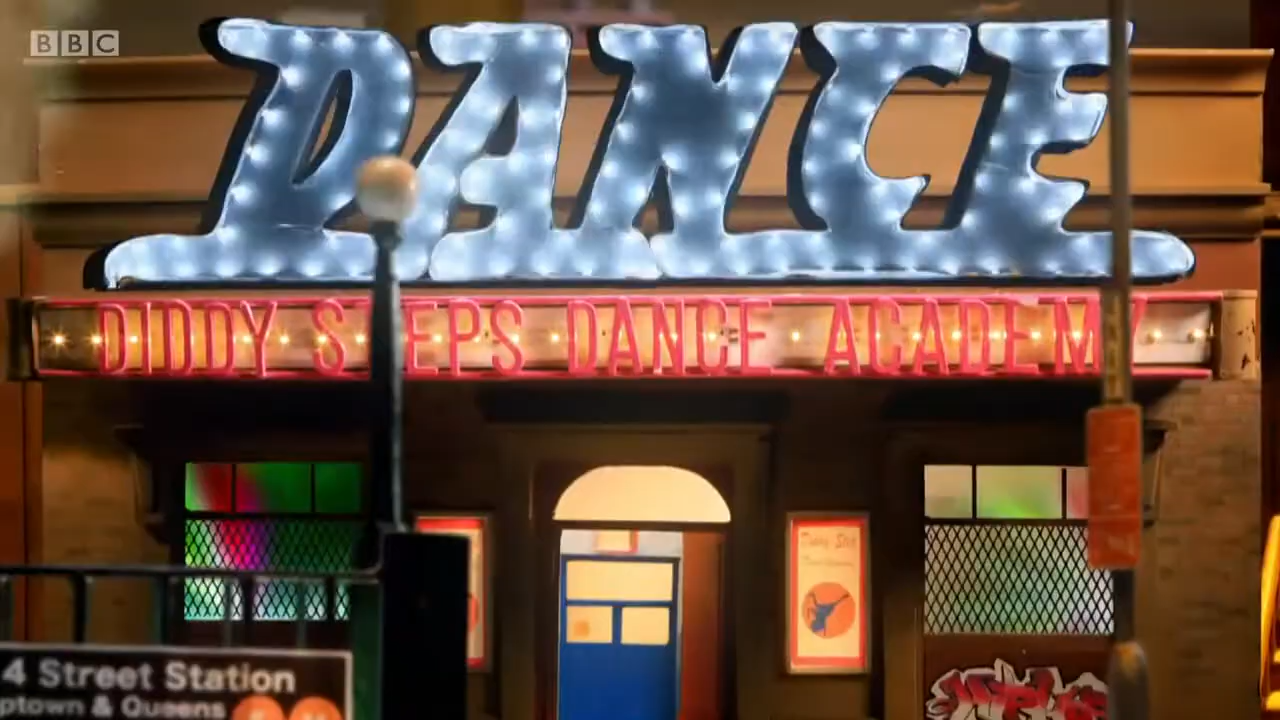 BBC
DANCE
DIDDY STEPS DANCE ACADEMY
4 Street Station
ptown & Queens